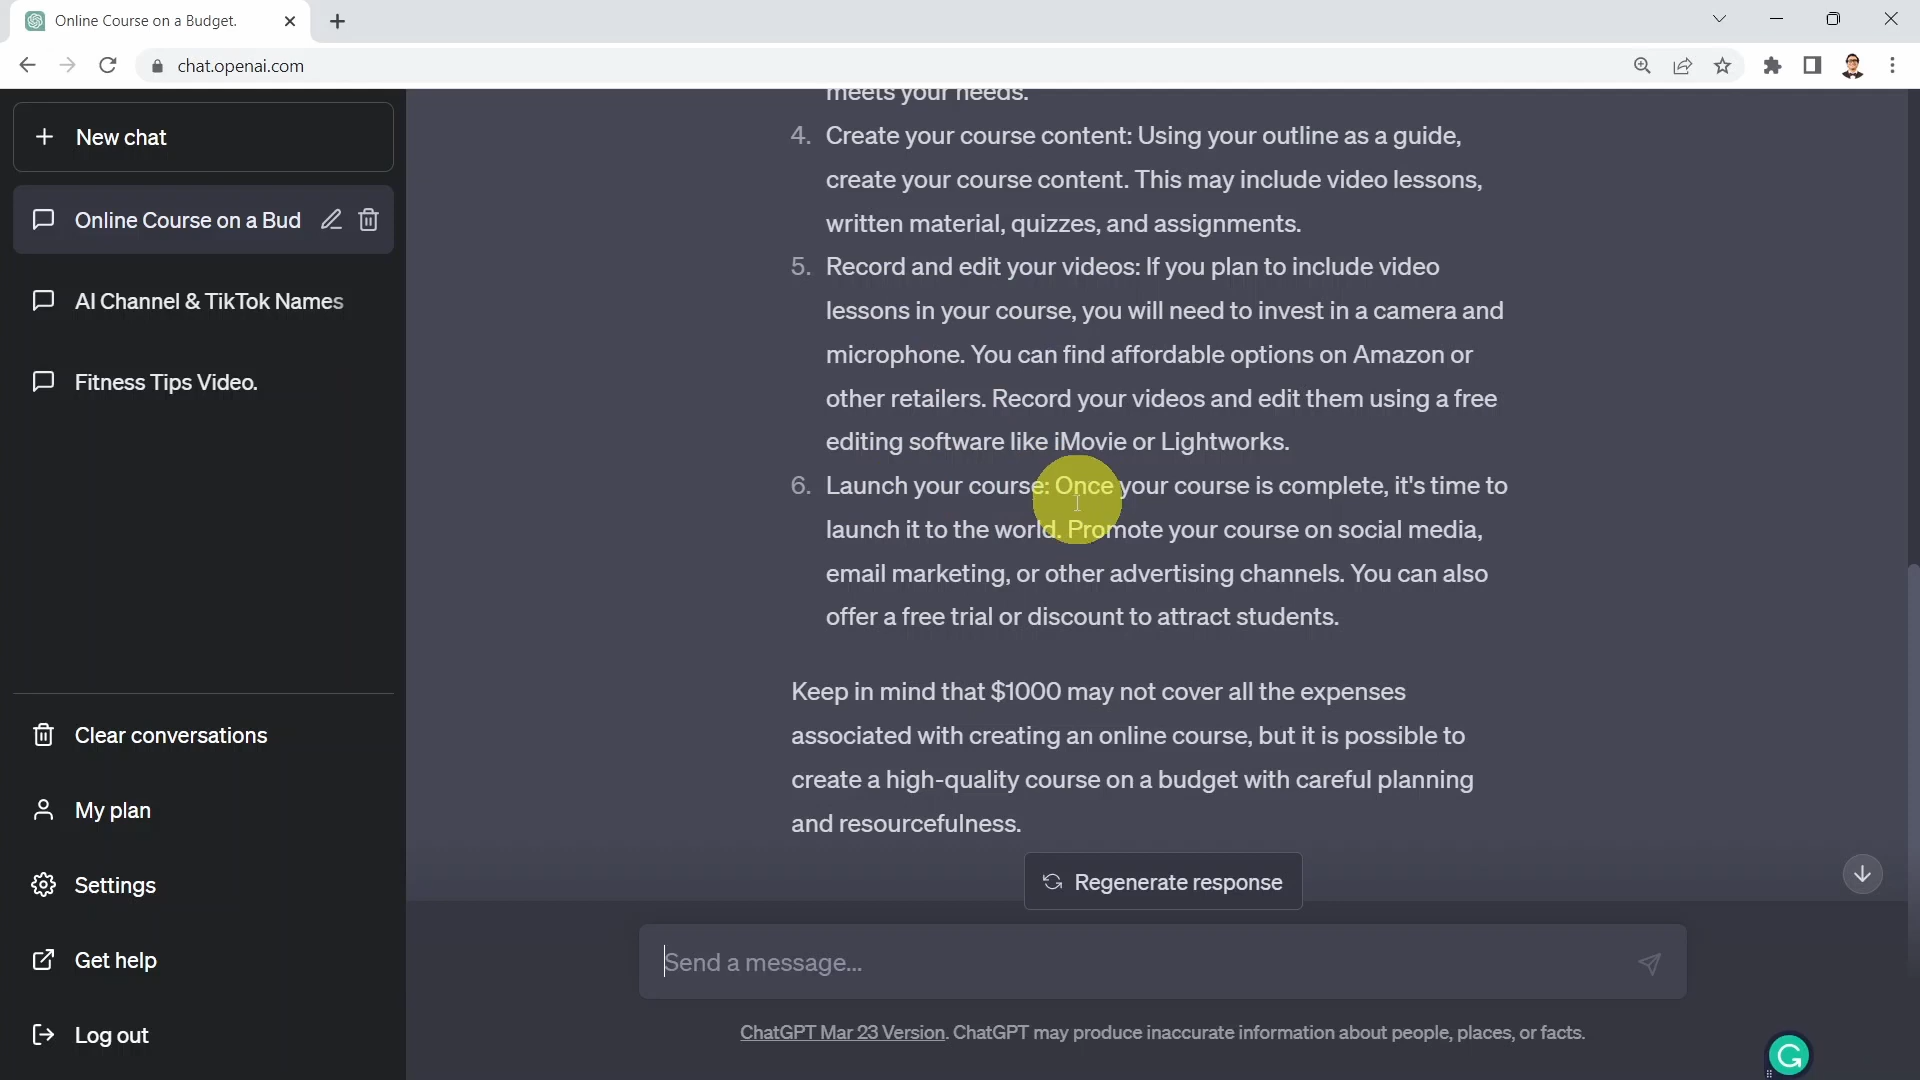 Online Course on a Budget.
chat.openai.com
New chat
Online Course on a Bud
AI Channel & TikTok Names
Fitness Tips Video.
Clear conversations
My plan
Settings
Get help
Log out
meets your needs.
4. Create your course content: Using your outline as a guide,
create your course content. This may include video lessons,
written material, quizzes, and assignments.
5. Record and edit your videos: If you plan to include video
lessons in your course, you will need to invest in a camera and
microphone. You can find affordable options on Amazon or
other retailers. Record your videos and edit them using a free
editing software like iMovie or Lightworks.
6. Launch your course: Once your course is complete, it's time to
launch it to the world. Promote your course on social media,
email marketing, or other advertising channels. You can also
offer a free trial or discount to attract students.
Keep in mind that $1000 may not cover all the expenses
associated with creating an online course, but it is possible to
create a high-quality course on a budget with careful planning
and resourcefulness.
Regenerate response
Send a message...
ChatGPT Mar 23 Version. ChatGPT may produce inaccurate information about people, places, or facts.